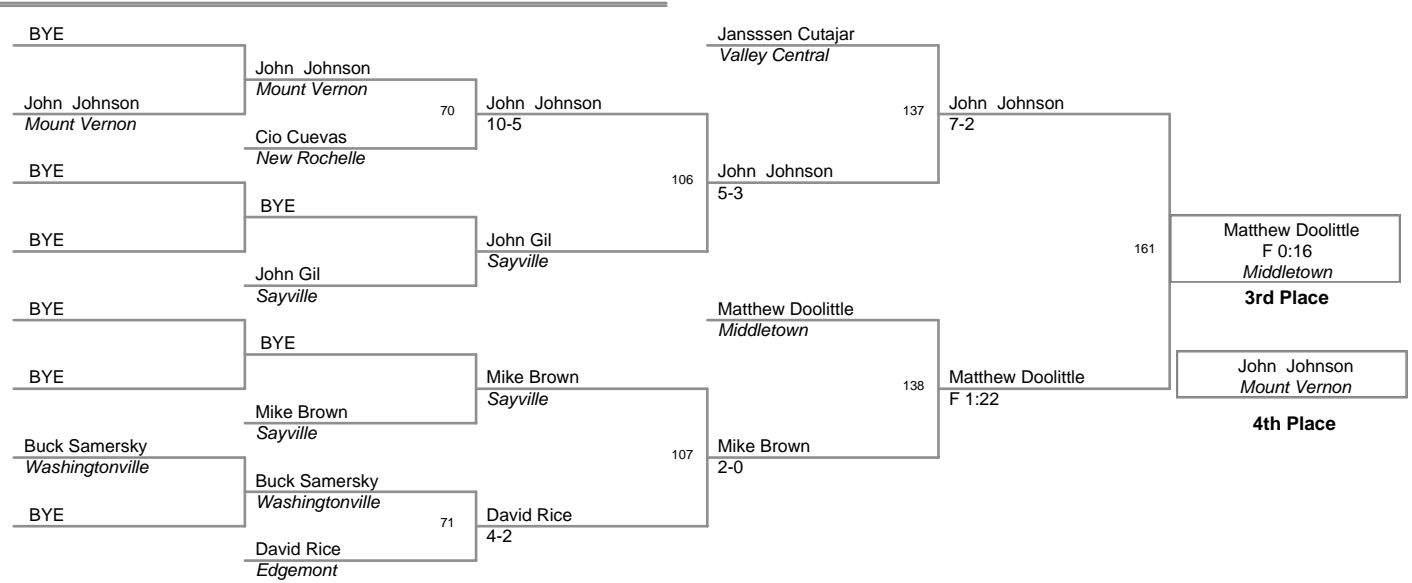 BYE
John  Johnson
Mount Vernon
BYE
BYE
BYE
BYE
Buck Samersky
Washingtonville
BYE
John  Johnson
Mount Vernon
70
Cio Cuevas
New Rochelle
BYE
John Gil
Sayville
BYE
Mike Brown
Sayville
Buck Samersky
Washingtonville
71
David Rice
Edgemont
John  Johnson
10-5
106
John Gil
Sayville
Mike Brown
Sayville
107
David Rice
4-2
Jansssen Cutajar
Valley Central
137
John  Johnson
5-3
Matthew Doolittle
Middletown
138
Mike Brown
2-0
John  Johnson
7-2
161
Matthew Doolittle
F 1:22
Matthew Doolittle
F 0:16
Middletown
3rd Place
John  Johnson
Mount Vernon
4th Place